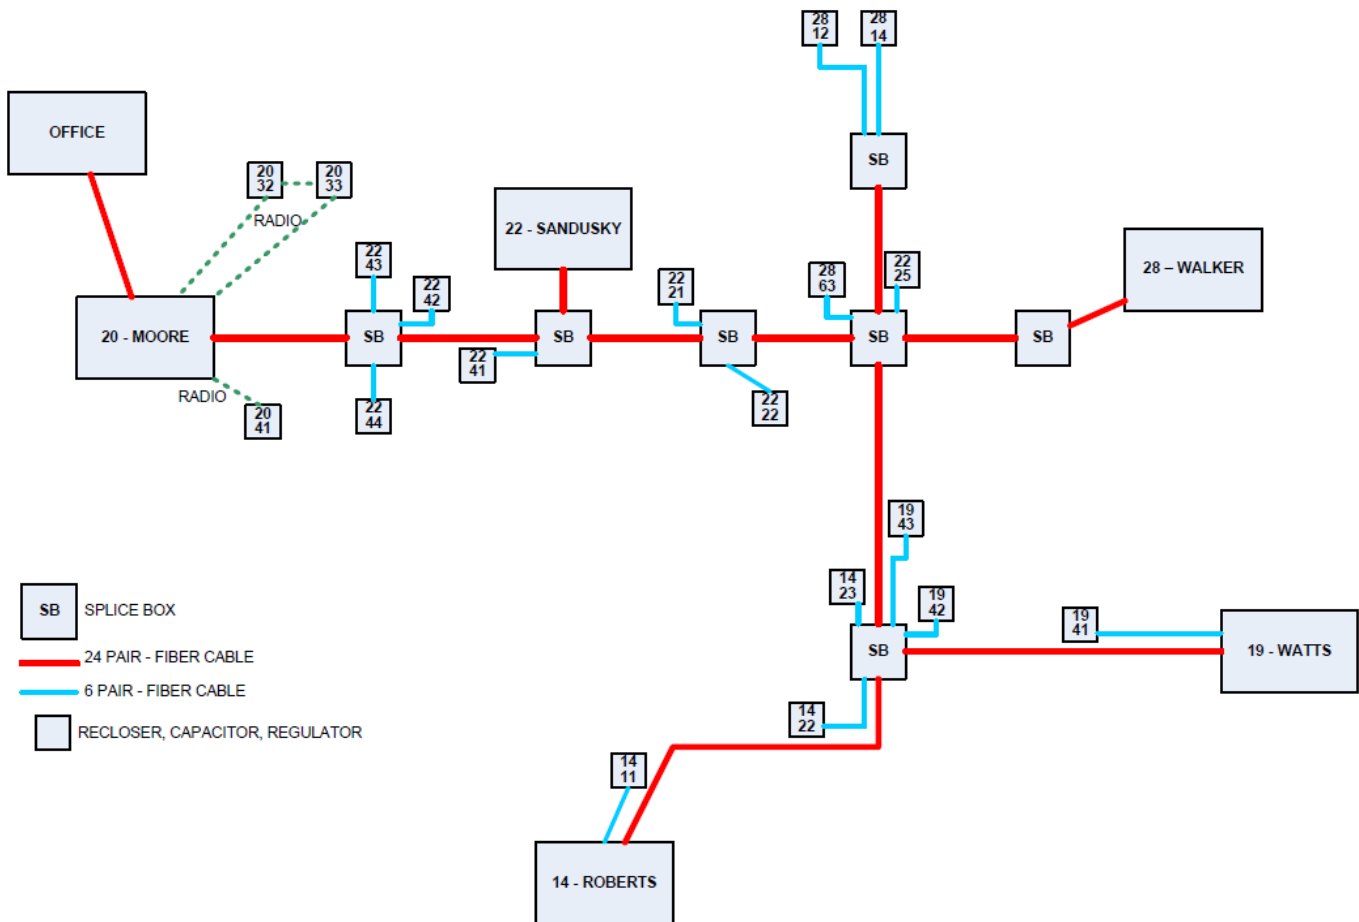 28
12
28
14
OFFICE
SB
20
32
20
33
RADIO
22 - SANDUSKY
28 – WALKER
22
43
22
42
22
21
28
63
22
25
20 - MOORE
SB
SB
SB
SB
SB
22
41
RADIO
20
41
22
44
22
22
19
43
14
23
19
42
19
41
SB
SPLICE BOX
SB
19 - WATTS
24 PAIR - FIBER CABLE
6 PAIR - FIBER CABLE
14
22
RECLOSER, CAPACITOR, REGULATOR
14
11
14 - ROBERTS